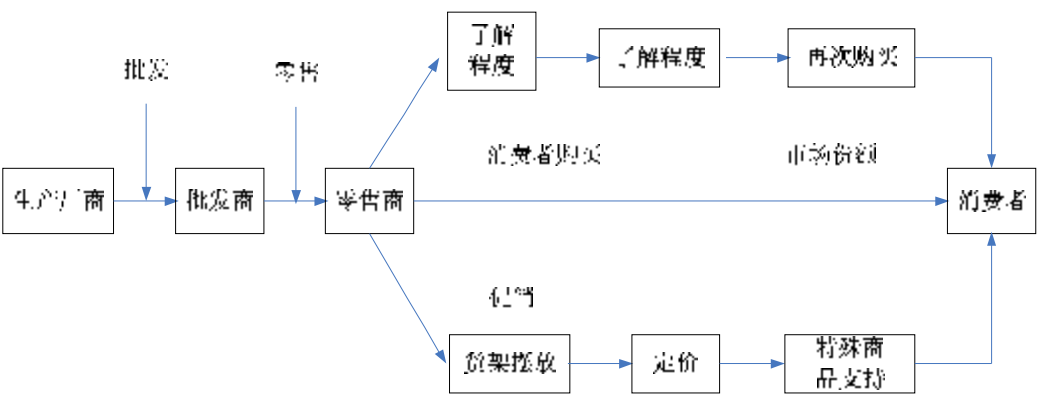 了解
程度
了解程度
再次购买
批发
零售
消费者购买
市场份额
生产厂商
批发商
零售商
消费者
货架摆放
定价
特殊商
品支持